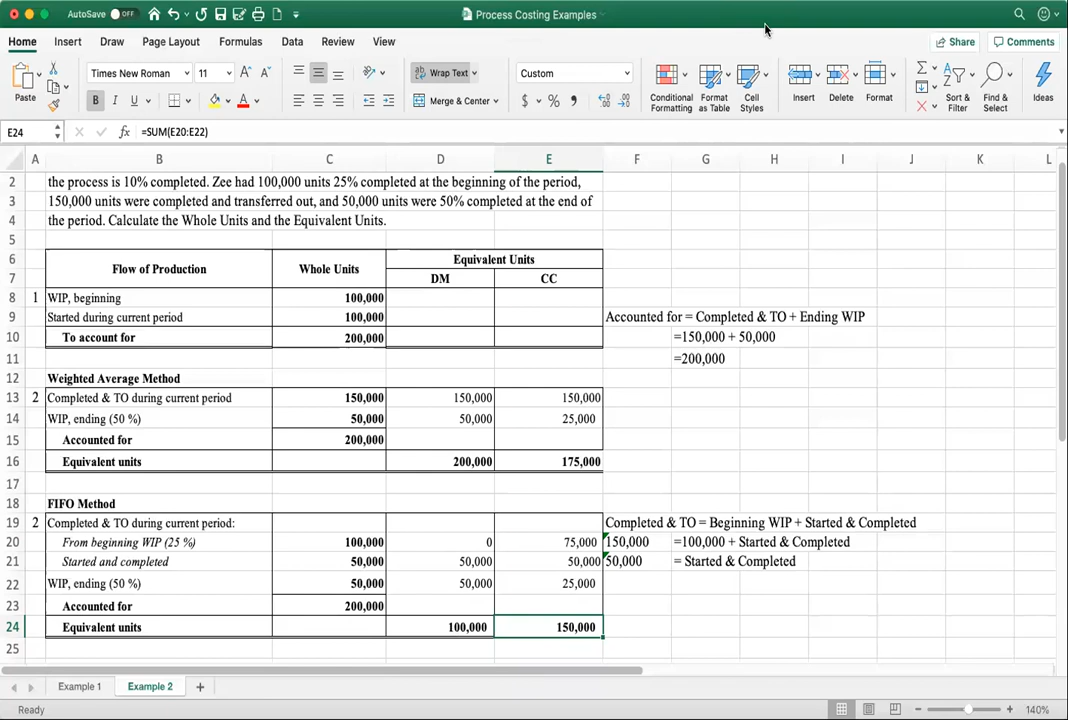 AutoSave OFF Process Costing Examples
Home Insert Draw Page Layout Formulas Data Review View Share Comments
Paste Times New Roman 11 A A Wrap Text Custom Conditional Formatting Format as Table Cell Styles Insert Delete Format Sort & Filter Find & Select Ideas
B I U A Merge & Center $ % 9
E24 fx =SUM(E20:E22)
A B C D E F G H I J K L
2 the process is 10% completed. Zee had 100,000 units 25% completed at the beginning of the period,
3 150,000 units were completed and transferred out, and 50,000 units were 50% completed at the end of
4 the period. Calculate the Whole Units and the Equivalent Units.
5
6 Flow of Production Whole Units Equivalent Units
7 DM CC
8 1 WIP, beginning 100,000
9 Started during current period 100,000 Accounted for = Completed & TO + Ending WIP
10 To account for 200,000 =150,000 + 50,000
11 =200,000
12 Weighted Average Method
13 2 Completed & TO during current period 150,000 150,000 150,000
14 WIP, ending (50 %) 50,000 50,000 25,000
15 Accounted for 200,000
16 Equivalent units 200,000 175,000
17
18 FIFO Method
19 2 Completed & TO during current period: Completed & TO = Beginning WIP + Started & Completed
20 From beginning WIP (25 %) 100,000 0 75,000 150,000 =100,000 + Started & Completed
21 Started and completed 50,000 50,000 50,000 50,000 = Started & Completed
22 WIP, ending (50 %) 50,000 50,000 25,000
23 Accounted for 200,000
24 Equivalent units 100,000 150,000
25
Example 1 Example 2 +
Ready 140%